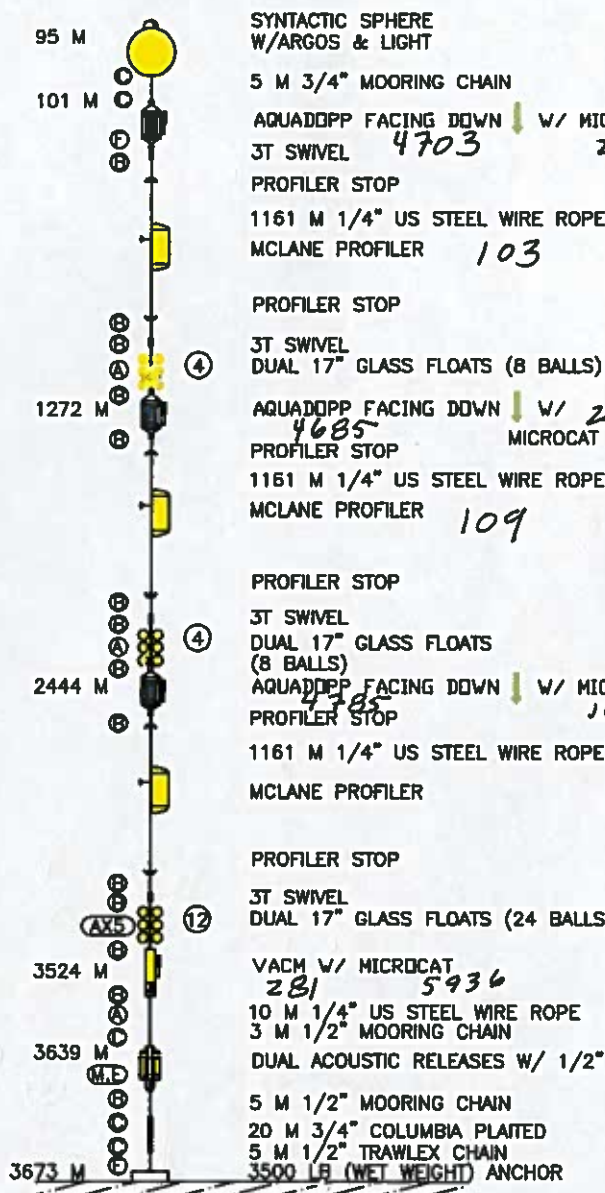 95 M
SYNTACTIC SPHERE
W/ARGOS & LIGHT
C
5 M 3/4" MOORING CHAIN
101 M
C
AQUADOPP FACING DOWN W/
4703
F
3T SWIVEL
B
PROFILER STOP
1161 M 1/4" US STEEL WIRE ROPE
MCLANE PROFILER 103
PROFILER STOP
B
B
3T SWIVEL
A
4
DUAL 17" GLASS FLOATS (8 BALLS)
B
1272 M
AQUADOPP FACING DOWN W/
4685
MICROCAT
B
PROFILER STOP
1161 M 1/4" US STEEL WIRE ROPE
MCLANE PROFILER 109
PROFILER STOP
B
B
3T SWIVEL
A
4
DUAL 17" GLASS FLOATS
(8 BALLS)
B
2444 M
AQUADOPP FACING DOWN W/
4785
B
PROFILER STOP
1161 M 1/4" US STEEL WIRE ROPE
MCLANE PROFILER
PROFILER STOP
B
B
3T SWIVEL
AX5
12
DUAL 17" GLASS FLOATS (24 BALLS
B
3524 M
VACM W/ MICROCAT
281 5936
B
A
10 M 1/4" US STEEL WIRE ROPE
3 M 1/2" MOORING CHAIN
C
3639 M
DUAL ACOUSTIC RELEASES W/ 1/2"
M,E
B
5 M 1/2" MOORING CHAIN
C
20 M 3/4" COLUMBIA PLAITED
C
5 M 1/2" TRAWLEX CHAIN
E
3673 M
3500 LB (WET WEIGHT) ANCHOR